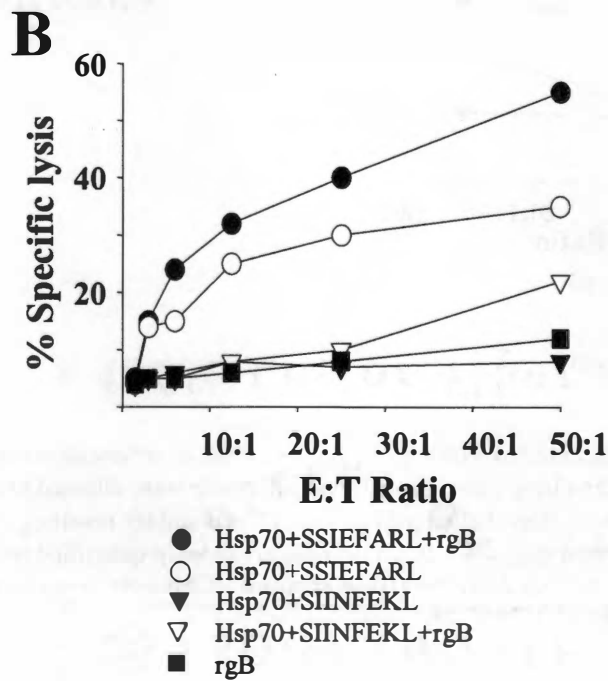 B
60
40
20
% Specific lysis
10:1 20:1 30:1 40:1 50:1
E:T Ratio
Hsp70+SSIEFARL+rgB
Hsp70+SSIEFARL
Hsp70+SIINFEKL
Hsp70+SIINFEKL+rgB
rgB